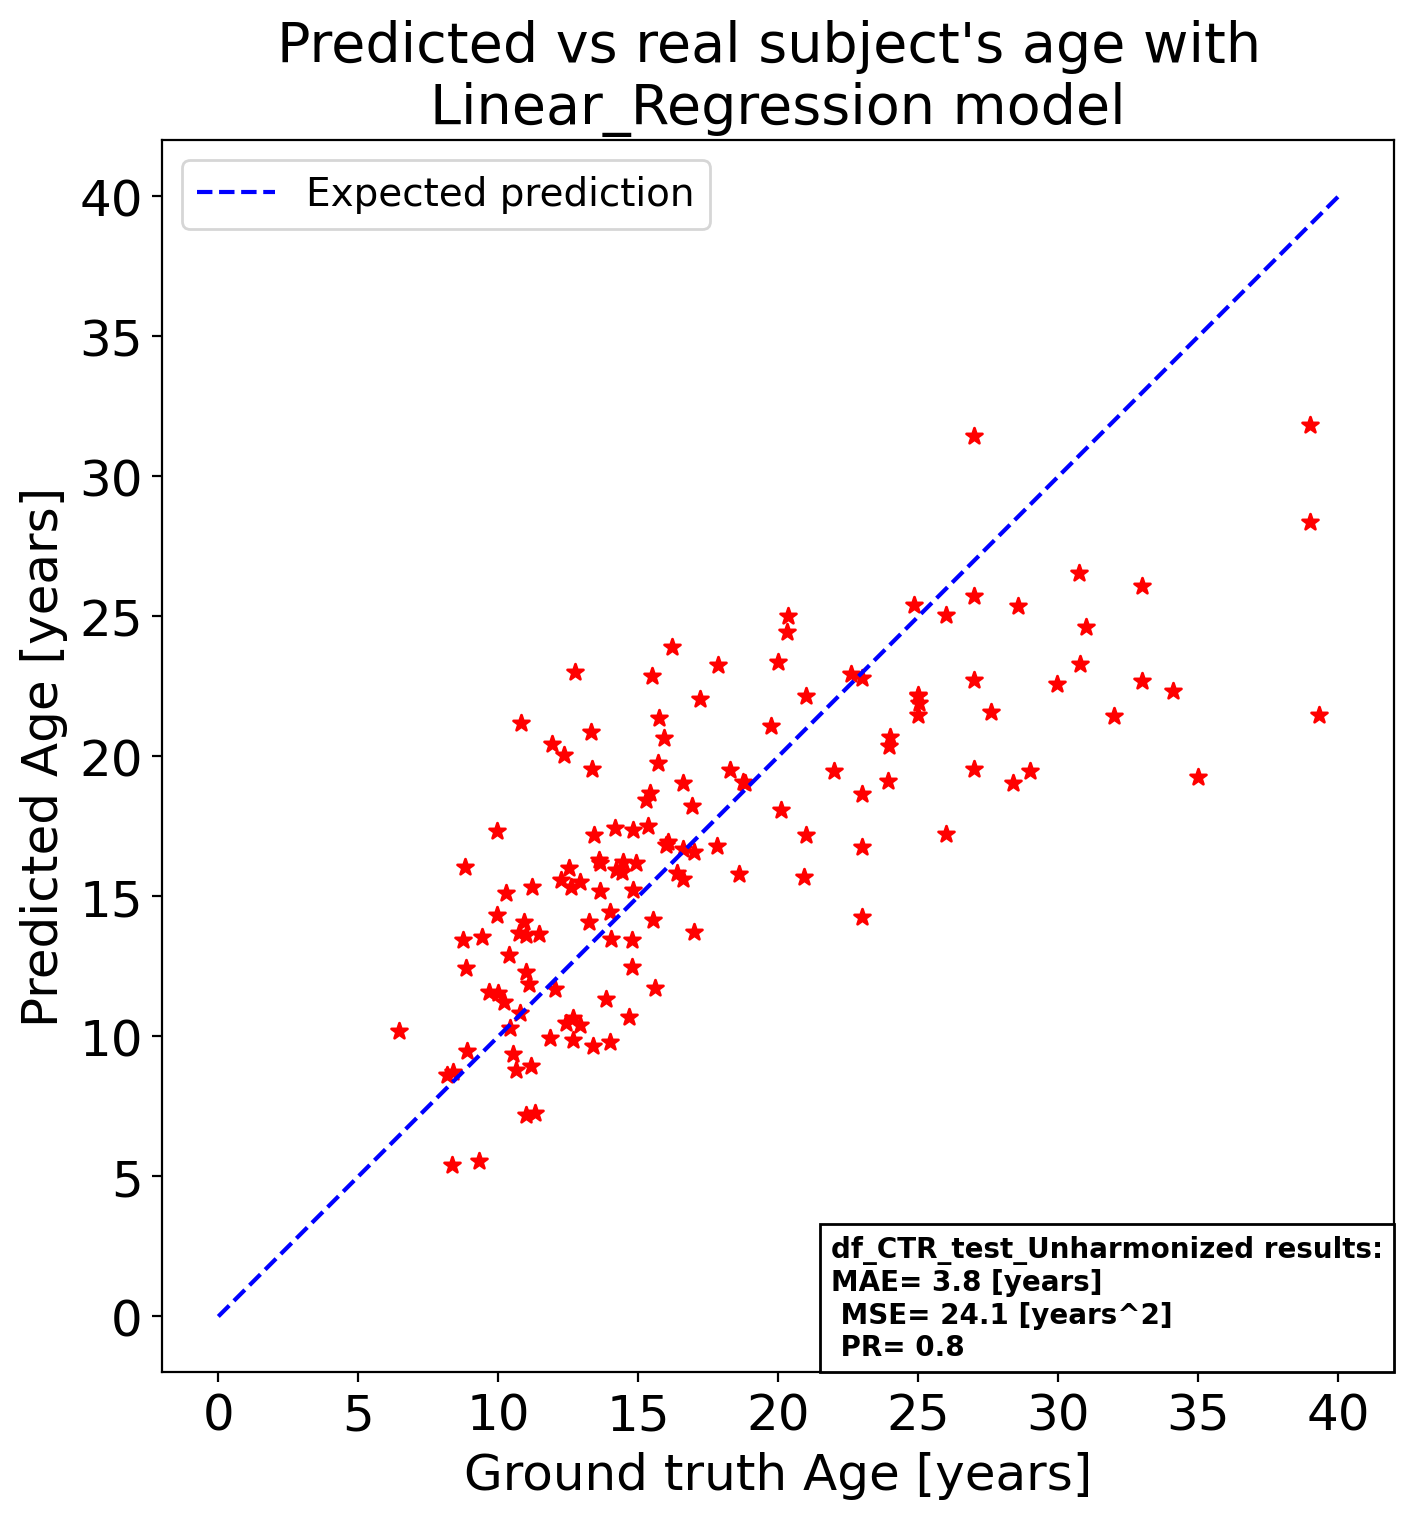 Predicted vs real subject's age with
Linear_Regression model
Expected prediction
40
35
30
25
20
15
10
5
0
Predicted Age [years]
df_CTR_test_Unharmonized results:
MAE= 3.8 [years]
MSE= 24.1 [years^2]
PR= 0.8
0 5 10 15 20 25 30 35 40
Ground truth Age [years]